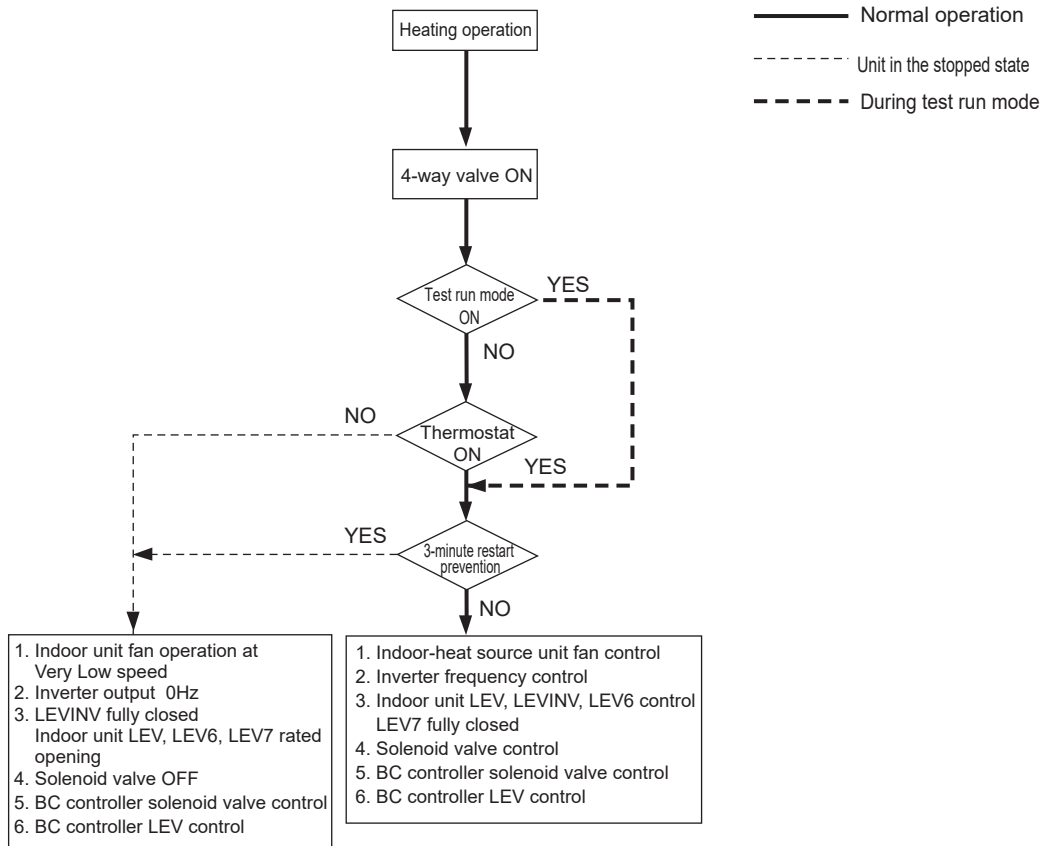 Heating operation
Normal operation
Unit in the stopped state
During test run mode
4-way valve ON
Test run mode
ON
YES
NO
NO
Thermostat
ON
YES
YES
3-minute restart
prevention
NO
1. Indoor unit fan operation at
Very Low speed
2. Inverter output 0Hz
3. LEVINV fully closed
Indoor unit LEV, LEV6, LEV7 rated
opening
4. Solenoid valve OFF
5. BC controller solenoid valve control
6. BC controller LEV control
1. Indoor-heat source unit fan control
2. Inverter frequency control
3. Indoor unit LEV, LEVINV, LEV6 control
LEV7 fully closed
4. Solenoid valve control
5. BC controller solenoid valve control
6. BC controller LEV control